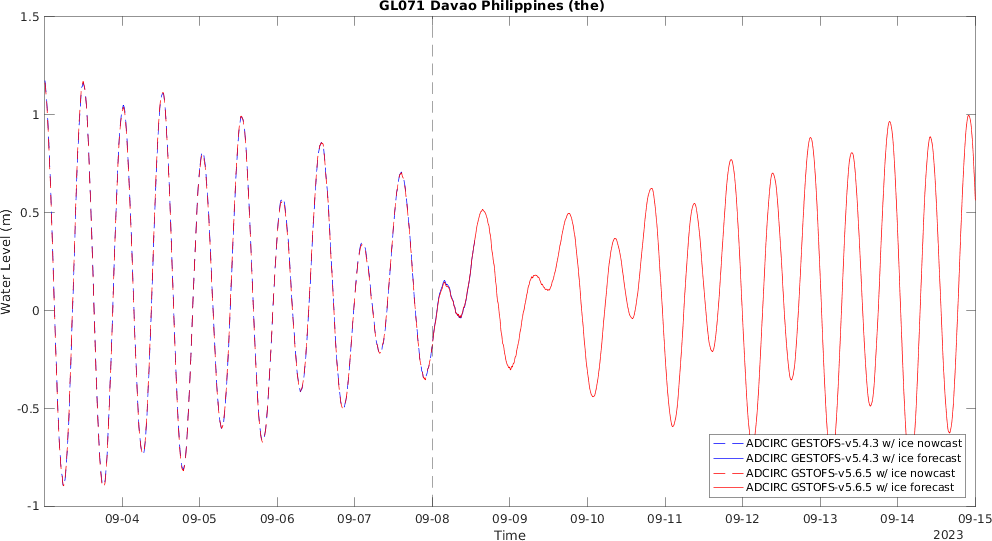 GL071 Davao Philippines (the)
1.5
1
0.5
0
-0.5
-1
Water Level (m)
09-04 09-05 09-06 09-07 09-08 09-09 09-10 09-11 09-12 09-13 09-14 09-15
Time
2023
ADCIRC GESTOFS-v5.4.3 w/ ice nowcast
ADCIRC GESTOFS-v5.4.3 w/ ice forecast
ADCIRC GSTOFS-v5.6.5 w/ ice nowcast
ADCIRC GSTOFS-v5.6.5 w/ ice forecast